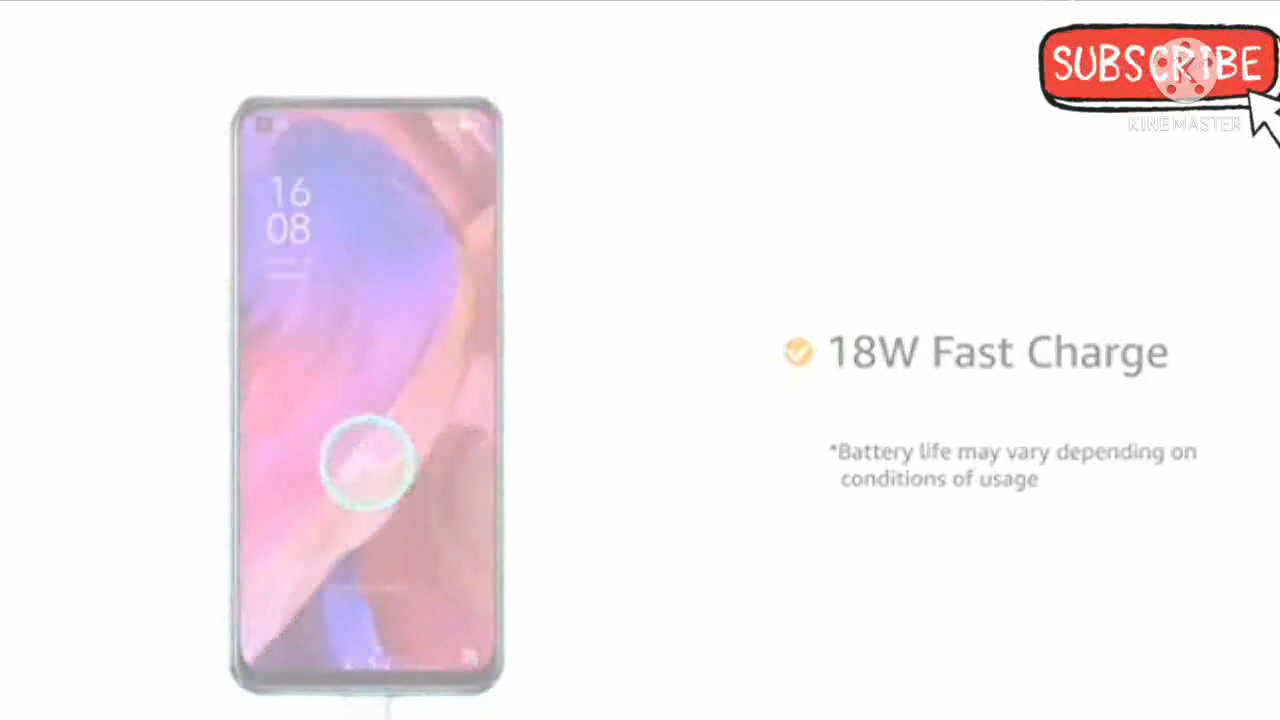 SUBSCRIBE
KINEMASTER
16
08
18W Fast Charge
*Battery life may vary depending on
conditions of usage